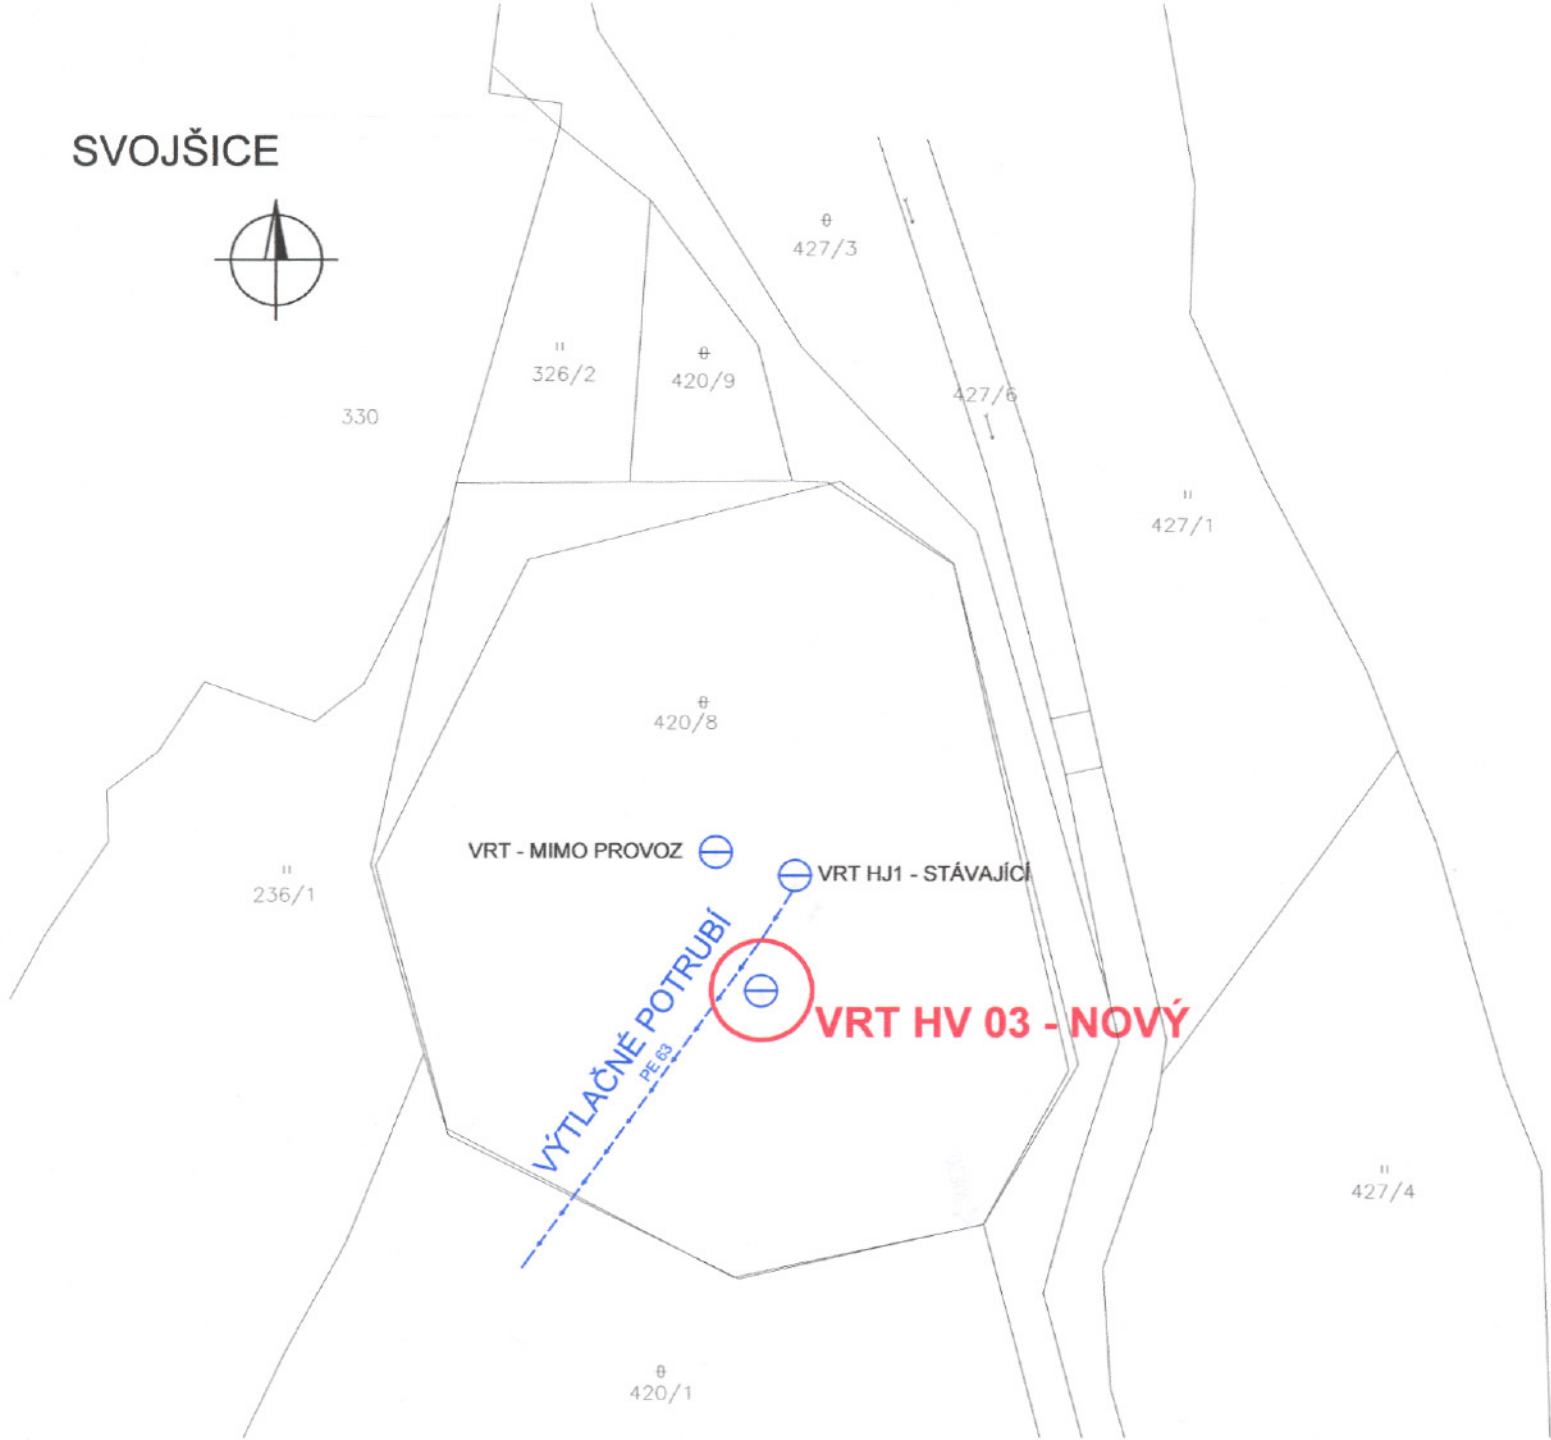 SVOJŠICE
427/3
326/2
420/9
427/6
330
427/1
420/8
VRT - MIMO PROVOZ
VRT HJ1 - STÁVAJÍCÍ
236/1
VÝTLAČNÉ POTRUBÍ
PE 63
VRT HV 03 - NOVÝ
427/4
420/1